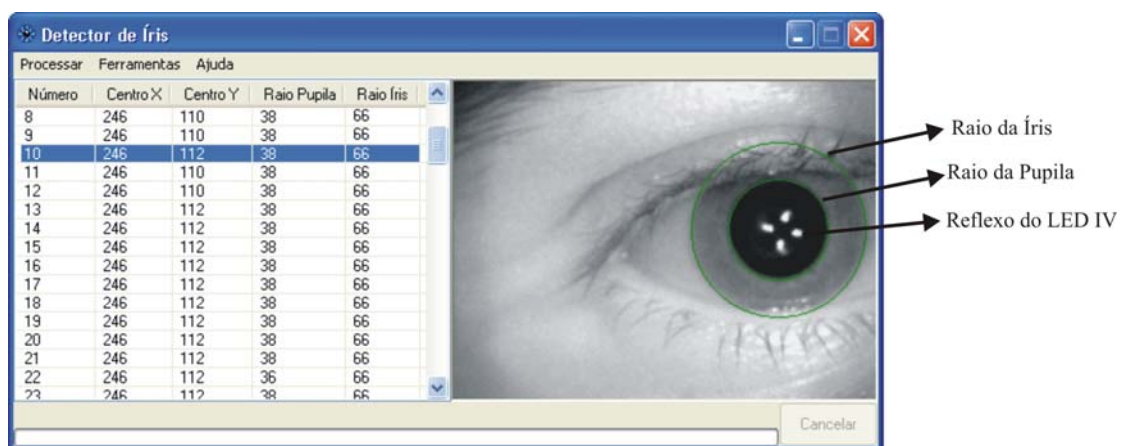 Detector de Íris
Processar Ferramentas Ajuda
Número Centro X Centro Y Raio Pupila Raio Íris
8 246 110 38 66
9 246 110 38 66
10 246 112 38 66
11 246 110 38 66
12 246 110 38 66
13 246 112 38 66
14 246 112 38 66
15 246 112 38 66
16 246 112 38 66
17 246 112 38 66
18 246 112 38 66
19 246 112 38 66
20 246 112 38 66
21 246 112 38 66
22 246 112 36 66
23 246 112 38 66
Cancelar
Raio da Íris
Raio da Pupila
Reflexo do LED IV